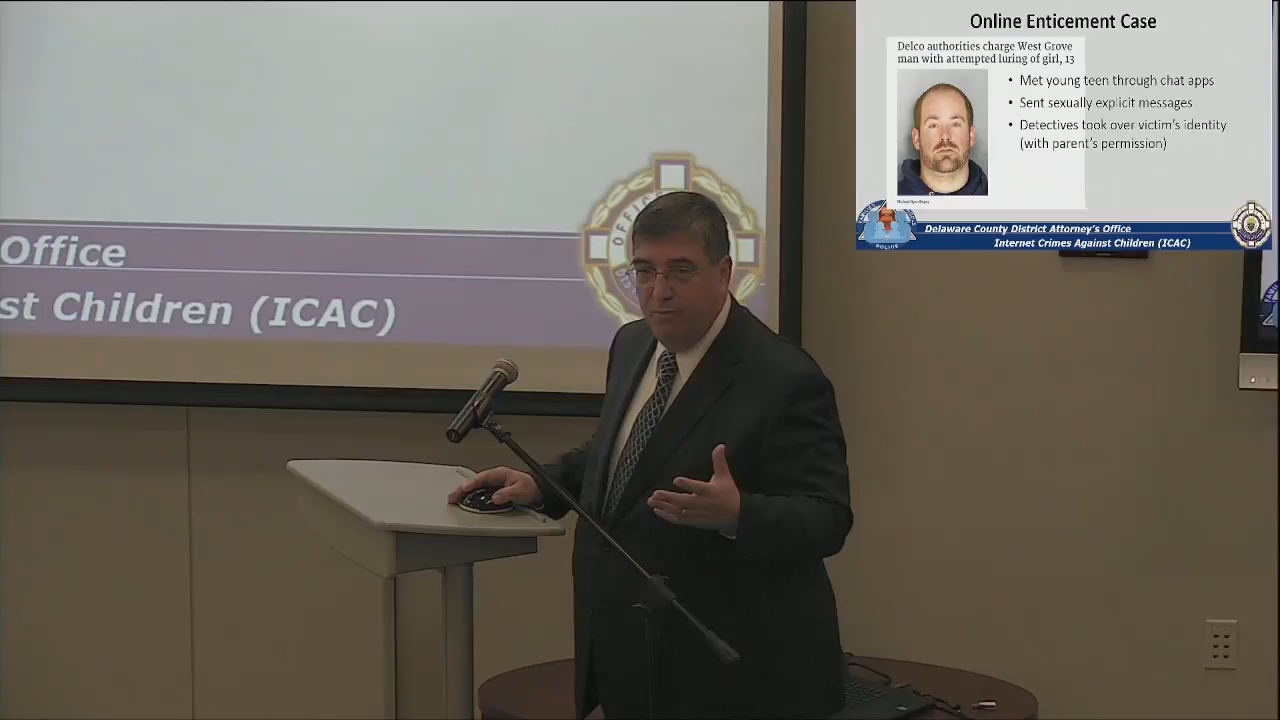 Office
st Children (ICAC)
OFFICE
Online Enticement Case
Delco authorities charge West Grove
man with attempted luring of girl, 13
• Met young teen through chat apps
• Sent sexually explicit messages
• Detectives took over victim's identity
(with parent's permission)
POLICE
Delaware County District Attorney's Office
Internet Crimes Against Children (ICAC)